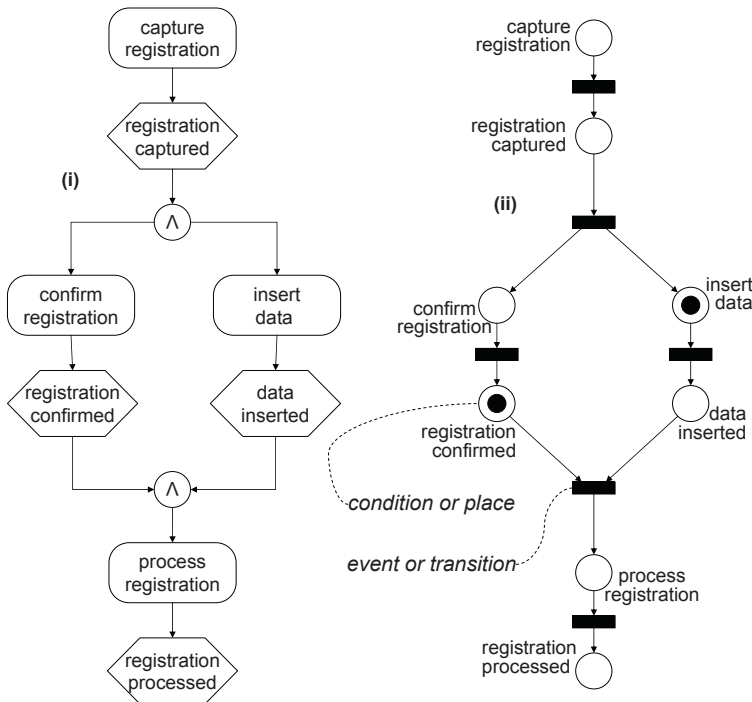 capture
registration
registration
captured
(i)
Λ
confirm
registration
insert
data
registration
confirmed
data
inserted
Λ
process
registration
registration
processed
capture
registration
registration
captured
(ii)
confirm
registration
insert
data
registration
confirmed
data
inserted
condition or place
event or transition
process
registration
registration
processed